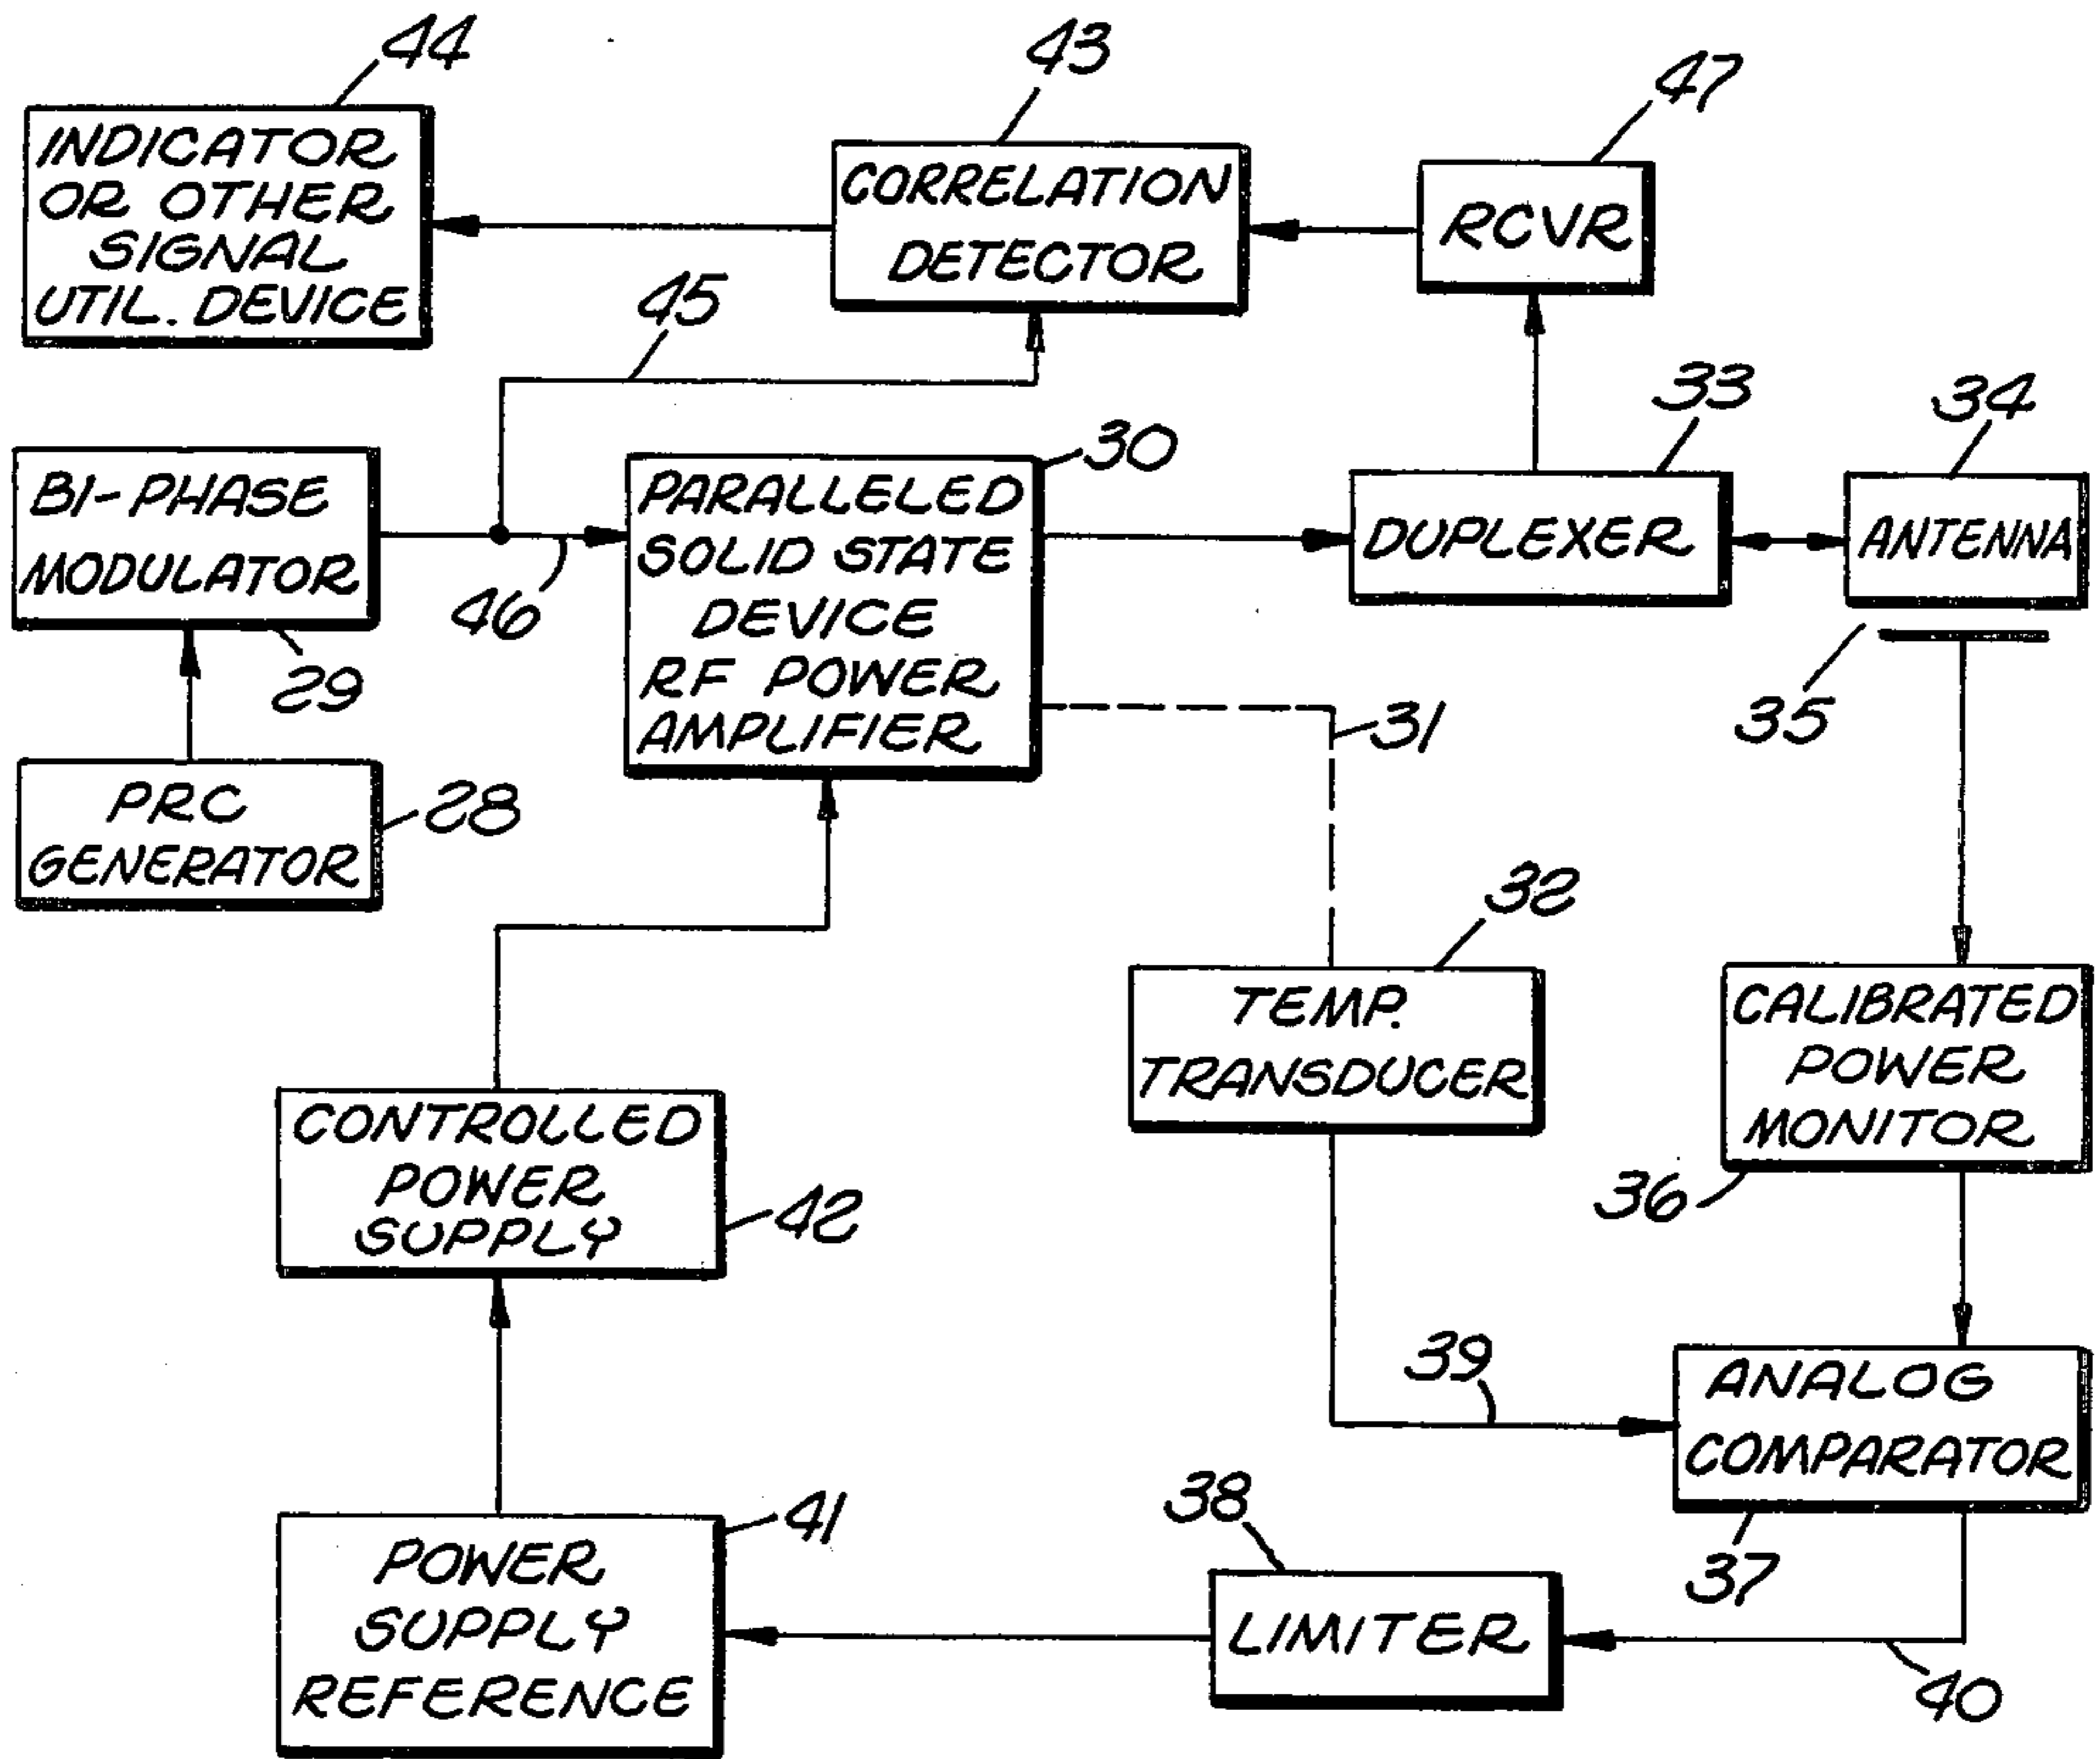 44
43
47
INDICATOR
OR OTHER
SIGNAL
UTIL. DEVICE
CORRELATION
DETECTOR
RCVR
45
33
34
30
BI-PHASE
MODULATOR
46
PARALLELED
SOLID STATE
DEVICE
RF POWER
AMPLIFIER
DUPLEXER
ANTENNA
29
31
35
PRC
GENERATOR
28
32
TEMP.
TRANSDUCER
CALIBRATED
POWER
MONITOR
36
CONTROLLED
POWER
SUPPLY
42
39
ANALOG
COMPARATOR
37
41
38
POWER
SUPPLY
REFERENCE
LIMITER
40